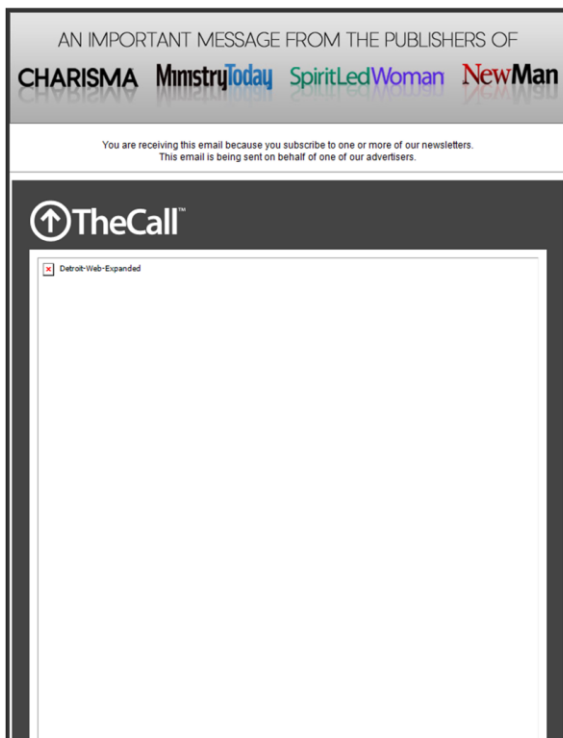 AN IMPORTANT MESSAGE FROM THE PUBLISHERS OF
CHARISMA MinistryToday SpiritLedWoman NewMan
You are receiving this email because you subscribe to one or more of our newsletters.
This email is being sent on behalf of one of our advertisers.
TheCall™
Detroit-Web-Expanded